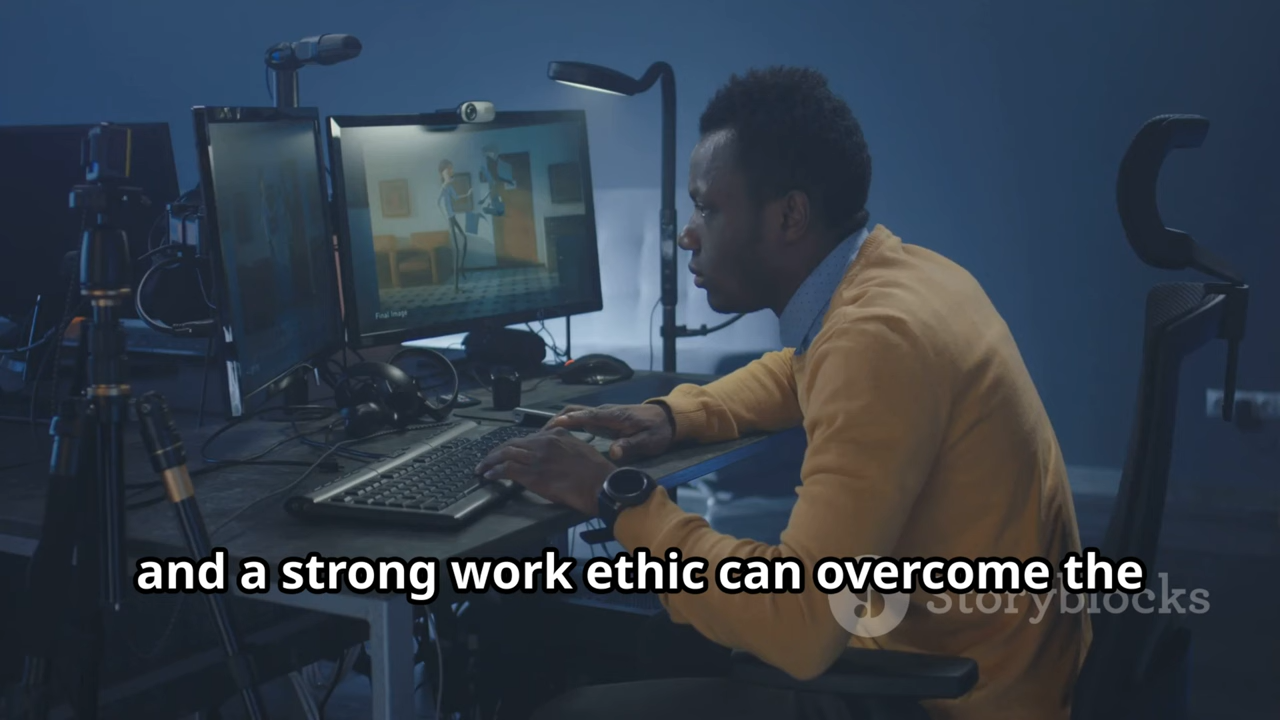 Final Image
and a strong work ethic can overcome the
Storyblocks